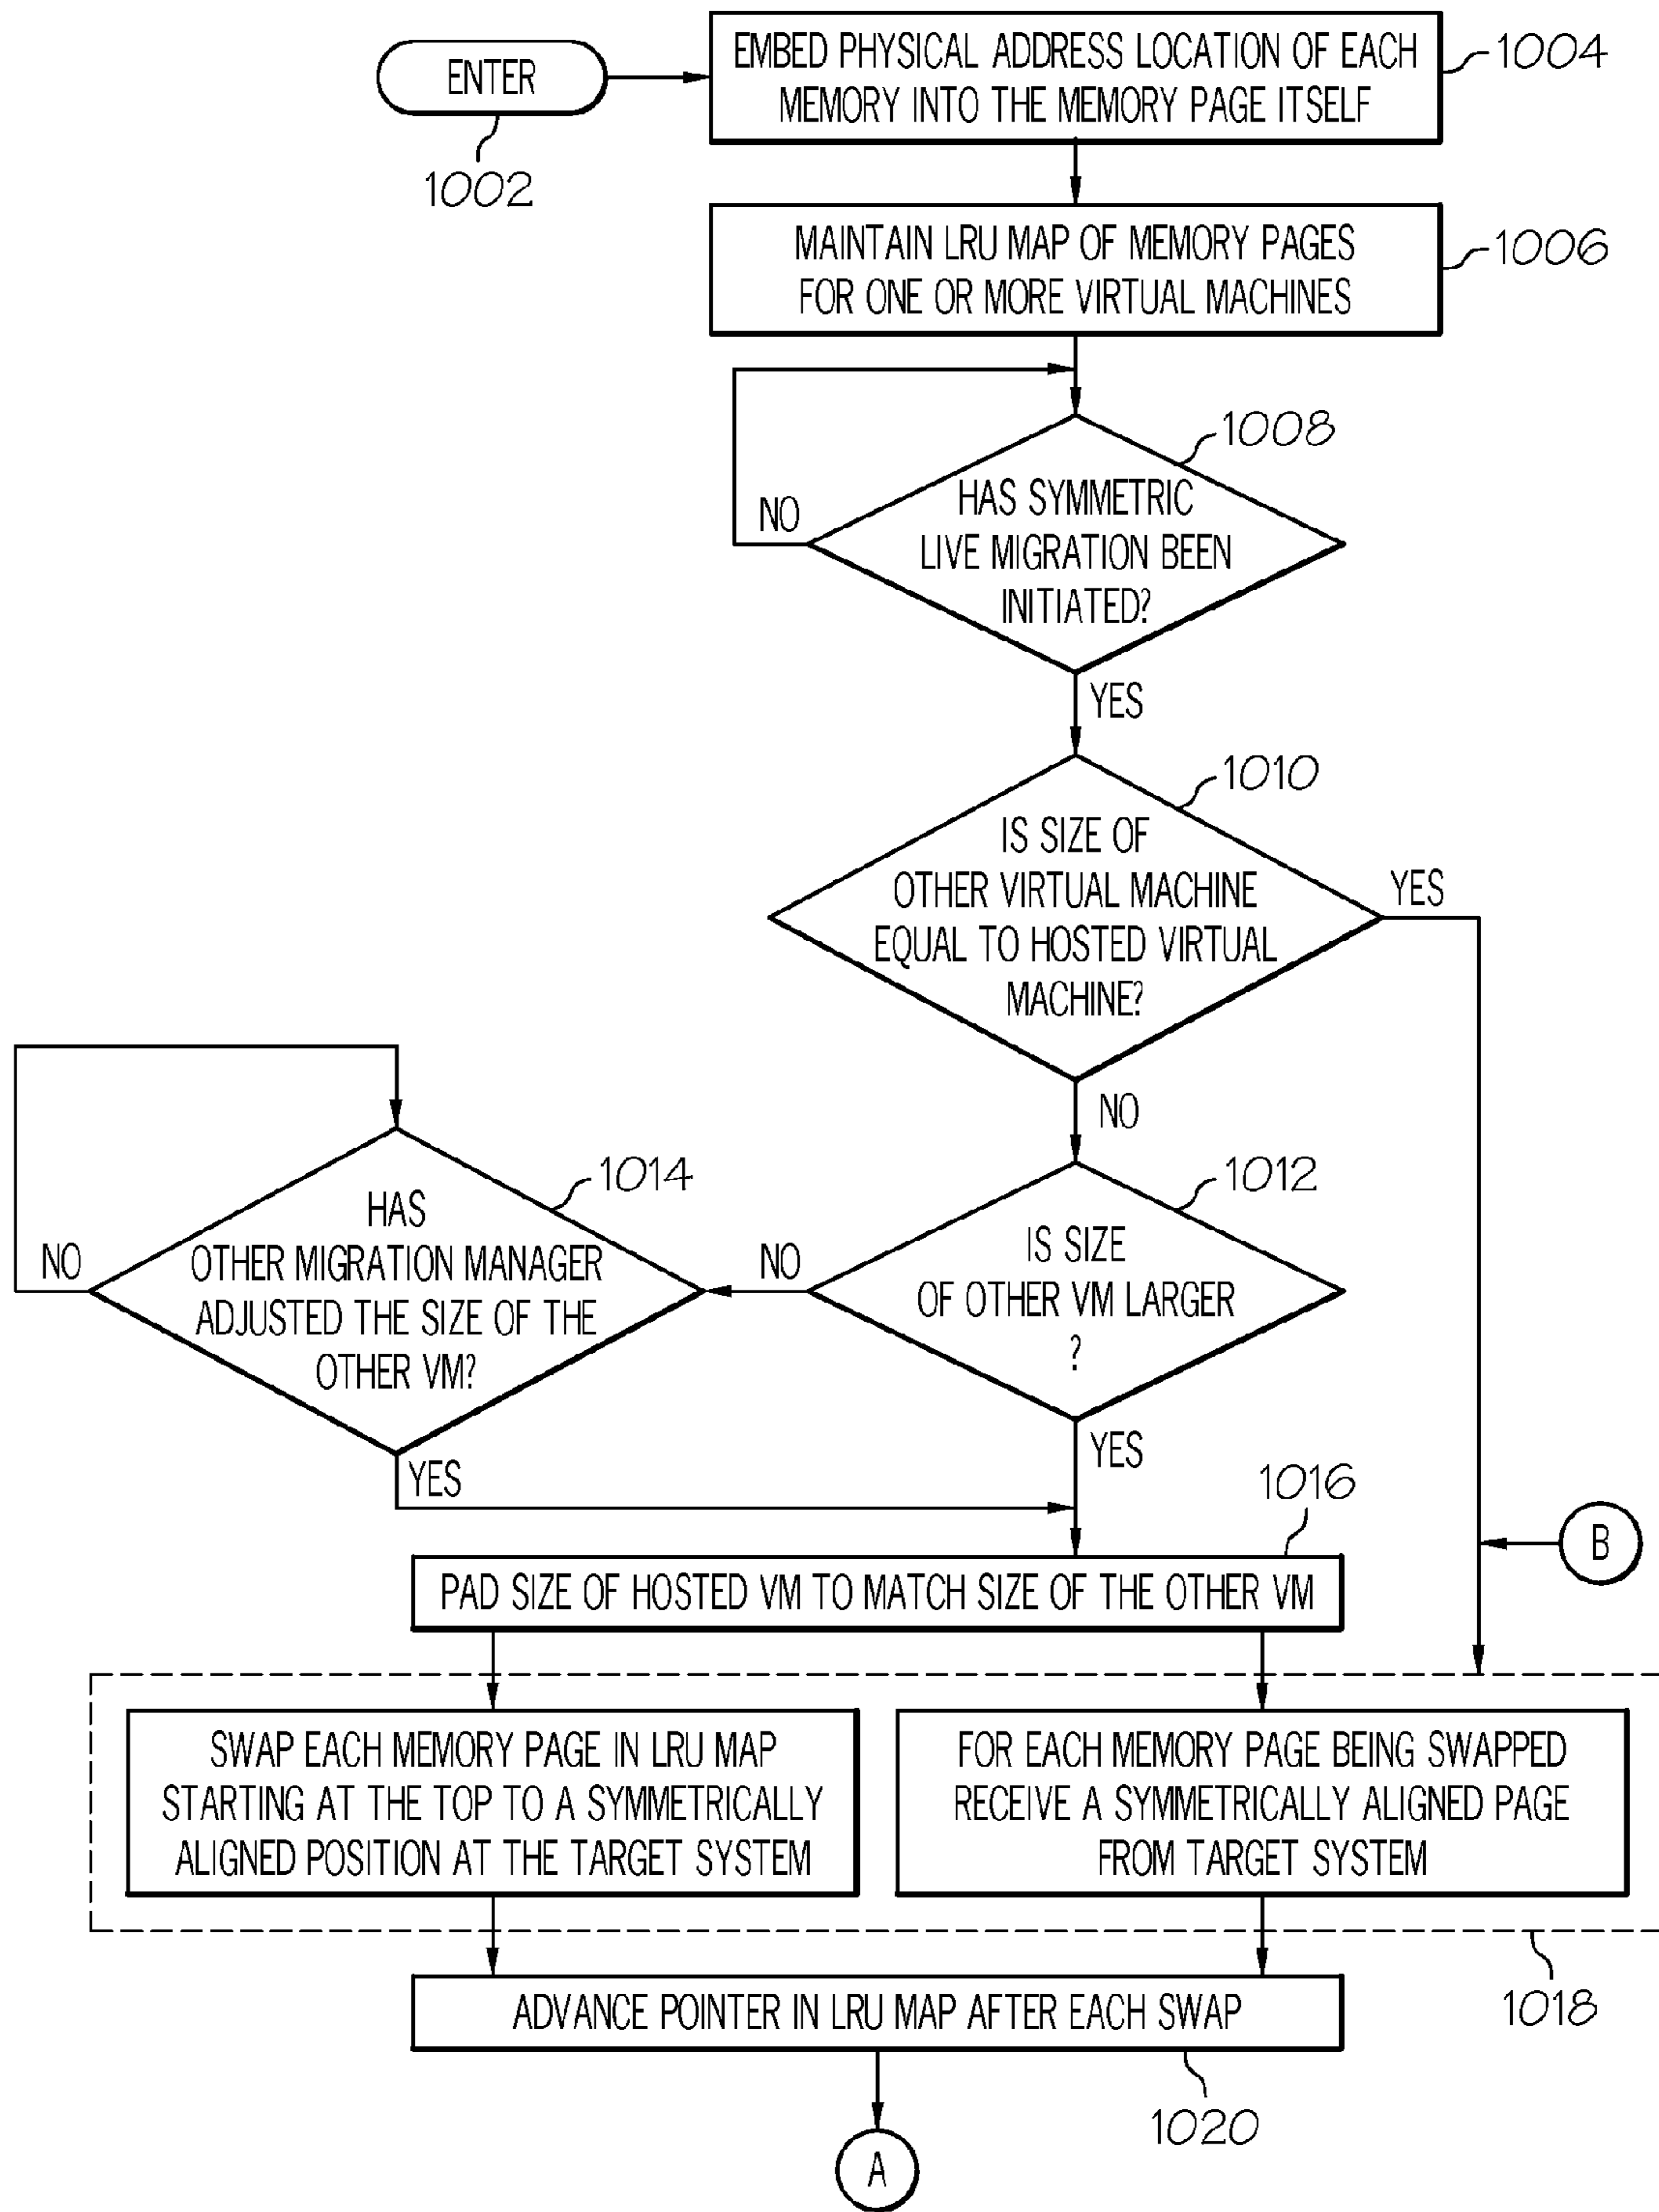 ENTER
1002
EMBED PHYSICAL ADDRESS LOCATION OF EACH
MEMORY INTO THE MEMORY PAGE ITSELF
1004
MAINTAIN LRU MAP OF MEMORY PAGES
FOR ONE OR MORE VIRTUAL MACHINES
1006
1008
HAS SYMMETRIC
LIVE MIGRATION BEEN
INITIATED?
NO
YES
1010
IS SIZE OF
OTHER VIRTUAL MACHINE
EQUAL TO HOSTED VIRTUAL
MACHINE?
YES
NO
1012
IS SIZE
OF OTHER VM LARGER
?
NO
YES
1014
HAS
OTHER MIGRATION MANAGER
ADJUSTED THE SIZE OF THE
OTHER VM?
NO
YES
1016
B
PAD SIZE OF HOSTED VM TO MATCH SIZE OF THE OTHER VM
SWAP EACH MEMORY PAGE IN LRU MAP
STARTING AT THE TOP TO A SYMMETRICALLY
ALIGNED POSITION AT THE TARGET SYSTEM
FOR EACH MEMORY PAGE BEING SWAPPED
RECEIVE A SYMMETRICALLY ALIGNED PAGE
FROM TARGET SYSTEM
1018
ADVANCE POINTER IN LRU MAP AFTER EACH SWAP
1020
A